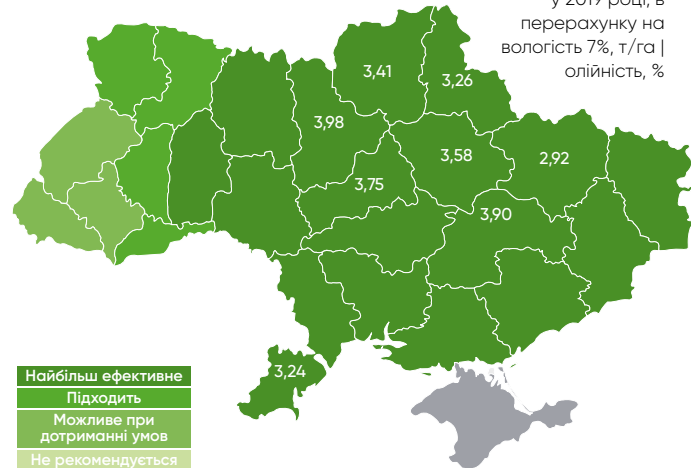 у 2019 році, в
перерахунку на
вологість 7%, т/га |
олійність, %
3,41
3,26
3,98
3,58
2,92
3,75
3,90
3,24
Найбільш ефективне
Підходить
Можливе при
дотриманні умов
Не рекомендується